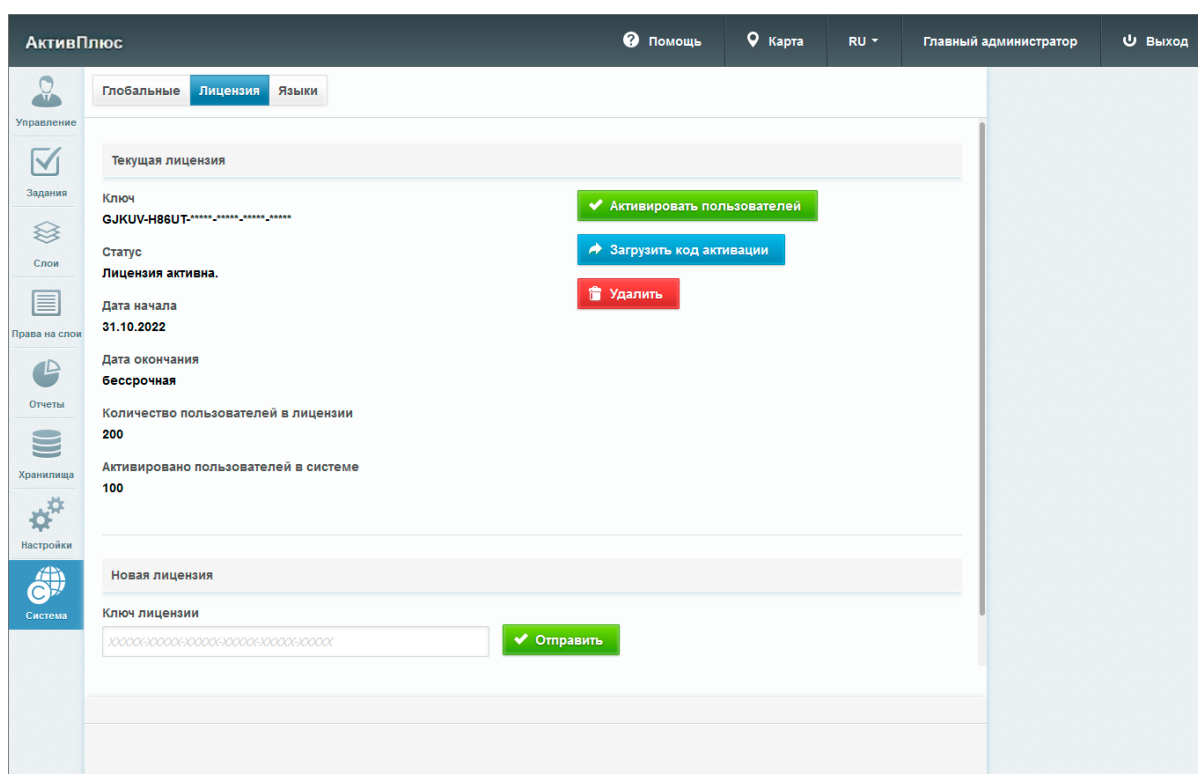 АктивПлюс
Помощь
Карта
RU
Главный администратор
Выход
Управление
Задания
Слои
Права на слои
Отчеты
Хранилища
Настройки
Система
Глобальные
Лицензия
Языки
Текущая лицензия
Ключ
GJKUV-H86UT-*****-*****-*****-*****
Активировать пользователей
Статус
Лицензия активна.
Загрузить код активации
Удалить
Дата начала
31.10.2022
Дата окончания
бессрочная
Количество пользователей в лицензии
200
Активировано пользователей в системе
100
Новая лицензия
Ключ лицензии
XXXXX-XXXXX-XXXXX-XXXXX-XXXXX-XXXXX
Отправить